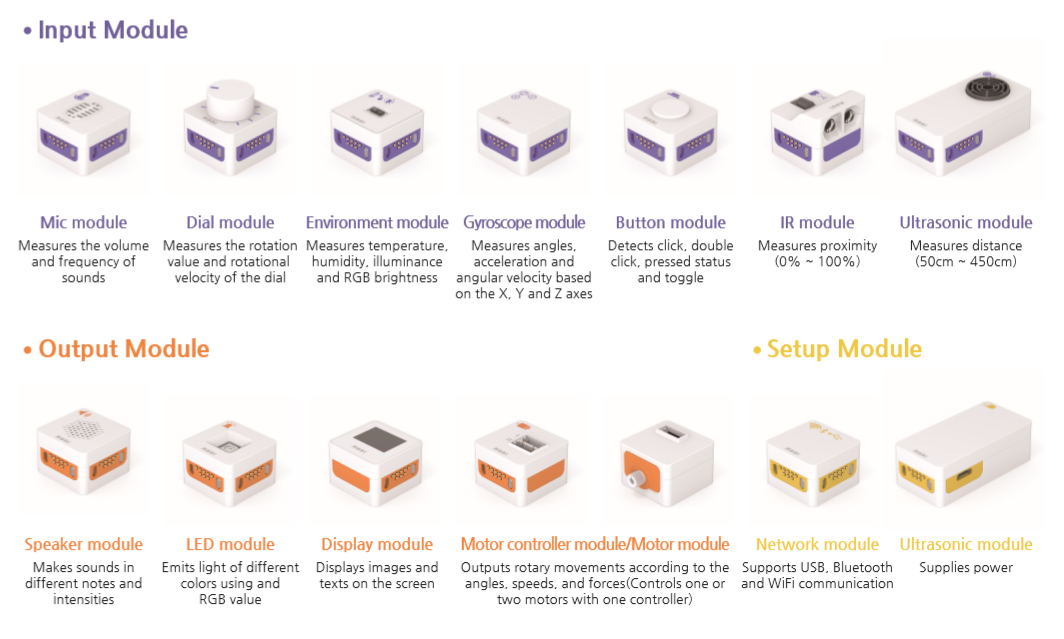 • Input Module
Mic module
Measures the volume
and frequency of
sounds
Dial module
Measures the rotation
value and rotational
velocity of the dial
Environment module
Measures temperature,
humidity, illuminance
and RGB brightness
Gyroscope module
Measures angles,
acceleration and
angular velocity based
on the X, Y and Z axes
Button module
Detects click, double
click, pressed status
and toggle
IR module
Measures proximity
(0% ~ 100%)
Ultrasonic module
Measures distance
(50cm ~ 450cm)
• Output Module
Speaker module
Makes sounds in
different notes and
intensities
LED module
Emits light of different
colors using and
RGB value
Display module
Displays images and
texts on the screen
Motor controller module/Motor module
Outputs rotary movements according to the
angles, speeds, and forces(Controls one or
two motors with one controller)
• Setup Module
Network module
Supports USB, Bluetooth
and WiFi communication
Ultrasonic module
Supplies power